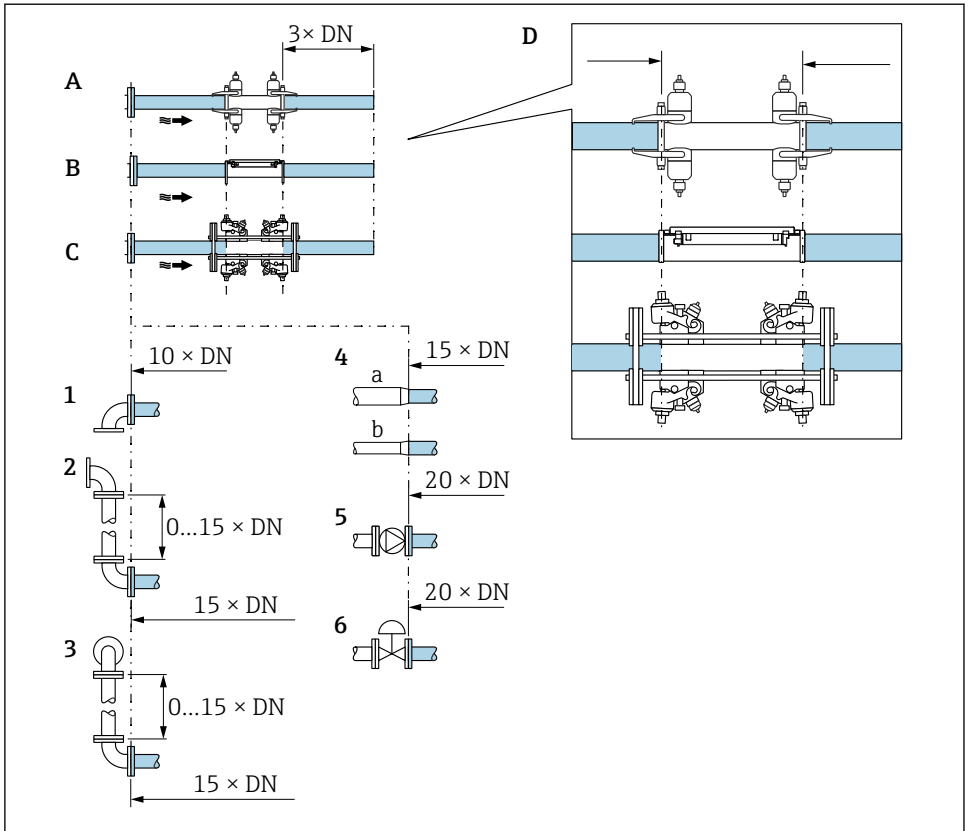 3× DN
D
A
B
C
10 × DN
4
15 × DN
1
a
b
2
20 × DN
0...15 × DN
5
15 × DN
20 × DN
6
3
0...15 × DN
15 × DN